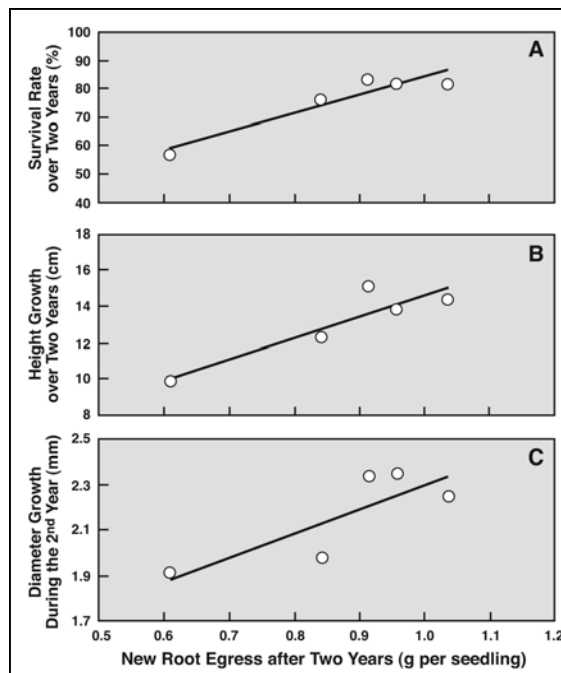 A
Survival Rate
over Two Years (%)
100
90
80
70
60
50
40
B
Height Growth
over Two Years (cm)
18
16
14
12
10
8
C
Diameter Growth
During the 2nd Year (mm)
2.5
2.3
2.1
1.9
1.7
0.5 0.6 0.7 0.8 0.9 1.0 1.1 1.2
New Root Egress after Two Years (g per seedling)